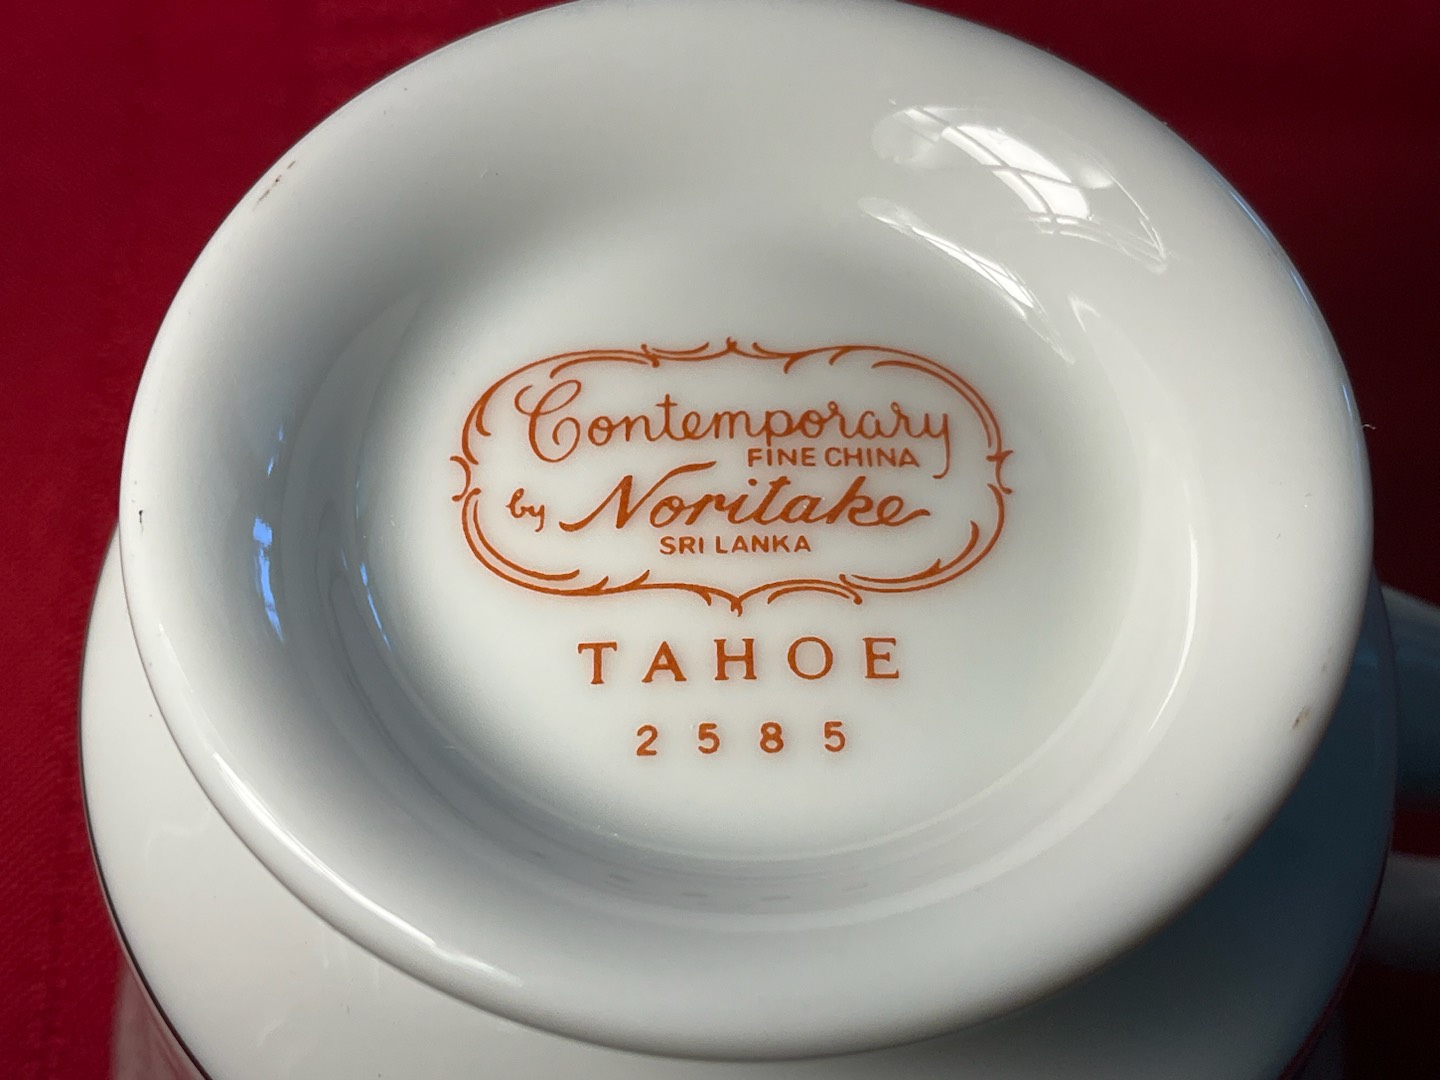 Contemporary
FINE CHINA
by Noritake
SRI LANKA
TAHOE
2585